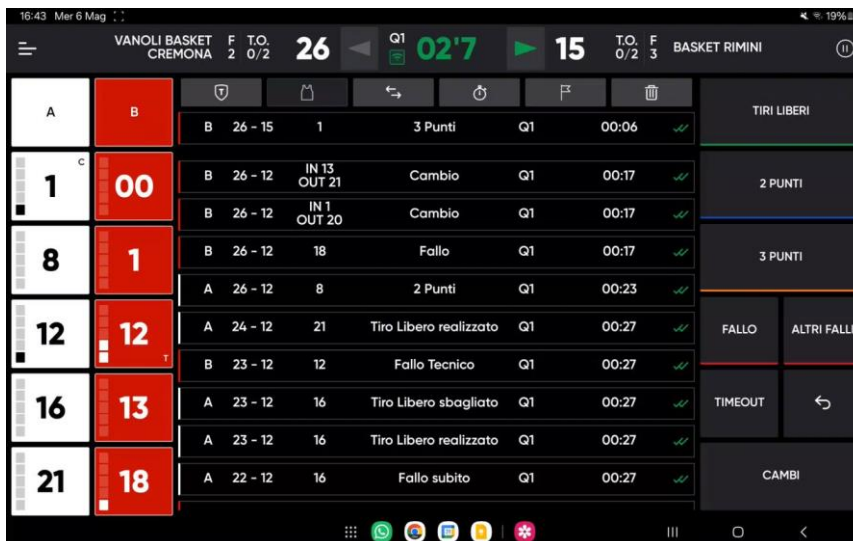 16:43 Mer 6 Mag
19%
VANOLI BASKET CREMONA F 2 T.O. 0/2 26 Q1 02'7 15 T.O. 0/2 F 3 BASKET RIMINI
A B
1 C 00
8 1
12 12 T
16 13
21 18
B 26 - 15 1 3 Punti Q1 00:06
B 26 - 12 IN 13 OUT 21 Cambio Q1 00:17
B 26 - 12 IN 1 OUT 20 Cambio Q1 00:17
B 26 - 12 18 Fallo Q1 00:17
A 26 - 12 8 2 Punti Q1 00:23
A 24 - 12 21 Tiro Libero realizzato Q1 00:27
B 23 - 12 12 Fallo Tecnico Q1 00:27
A 23 - 12 16 Tiro Libero sbagliato Q1 00:27
A 23 - 12 16 Tiro Libero realizzato Q1 00:27
A 22 - 12 16 Fallo subito Q1 00:27
TIRI LIBERI
2 PUNTI
3 PUNTI
FALLO ALTRI FALLI
TIMEOUT
CAMBI